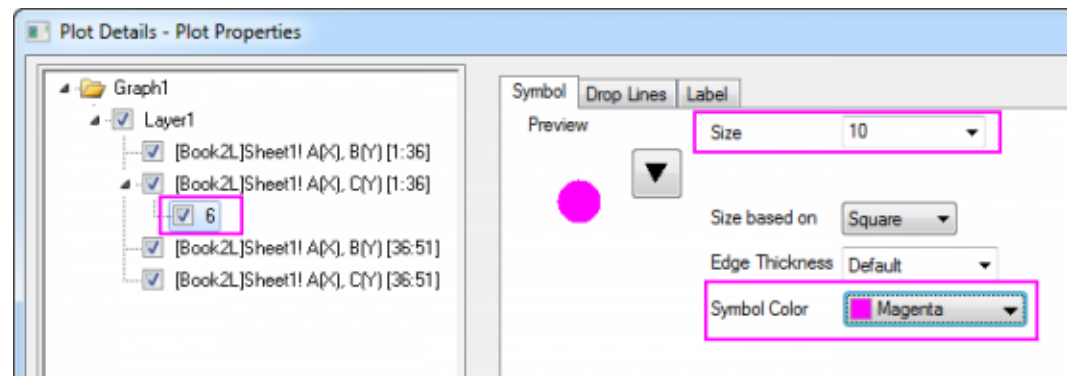 Plot Details - Plot Properties
Graph1
Layer1
[Book2L]Sheet1! A(X), B(Y) [1:36]
[Book2L]Sheet1! A(X), C(Y) [1:36]
6
[Book2L]Sheet1! A(X), B(Y) [36:51]
[Book2L]Sheet1! A(X), C(Y) [36:51]
Symbol Drop Lines Label
Preview
Size 10
Size based on Square
Edge Thickness Default
Symbol Color Magenta